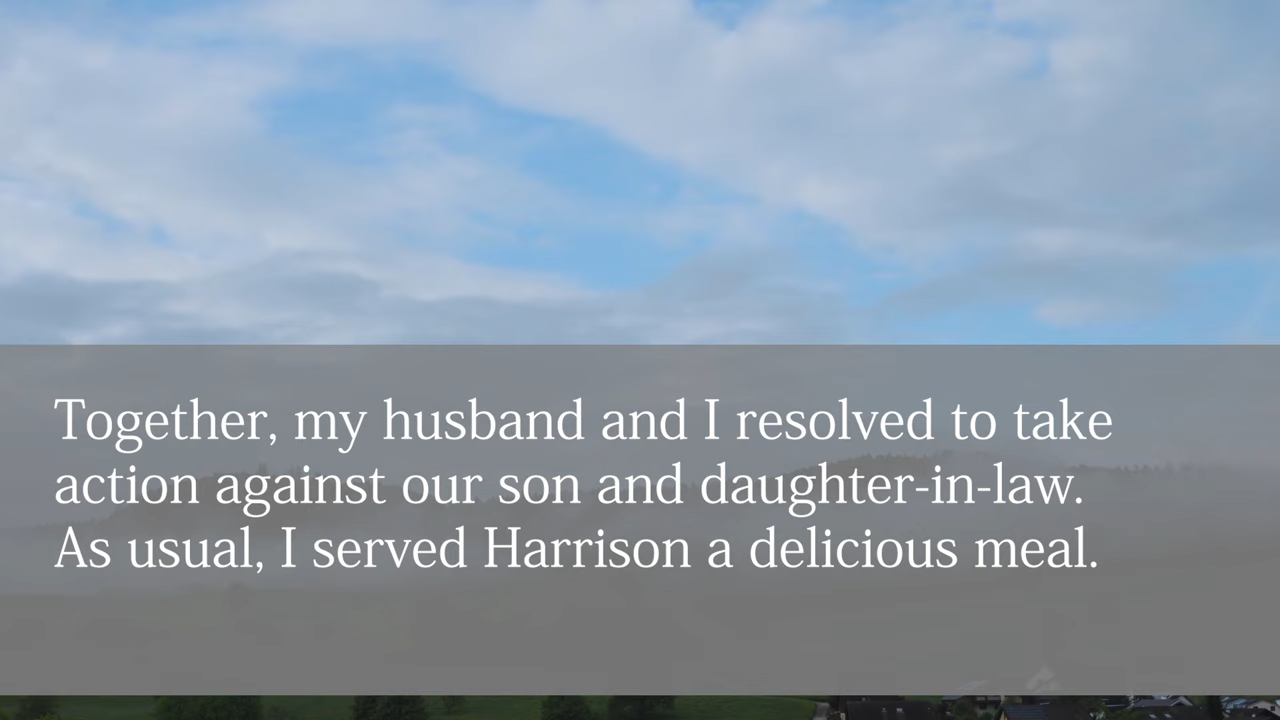 Together, my husband and I resolved to take
action against our son and daughter-in-law.
As usual, I served Harrison a delicious meal.